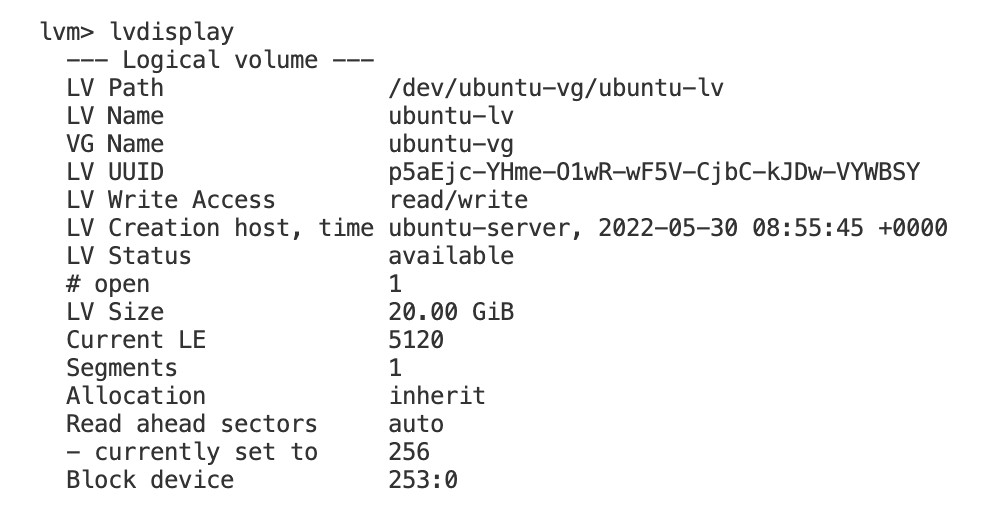 lvm> lvdisplay
--- Logical volume ---
LV Path /dev/ubuntu-vg/ubuntu-lv
LV Name ubuntu-lv
VG Name ubuntu-vg
LV UUID p5aEjc-YHme-O1wR-wF5V-CjbC-kJDw-VYWBSY
LV Write Access read/write
LV Creation host, time ubuntu-server, 2022-05-30 08:55:45 +0000
LV Status available
# open 1
LV Size 20.00 GiB
Current LE 5120
Segments 1
Allocation inherit
Read ahead sectors auto
- currently set to 256
Block device 253:0